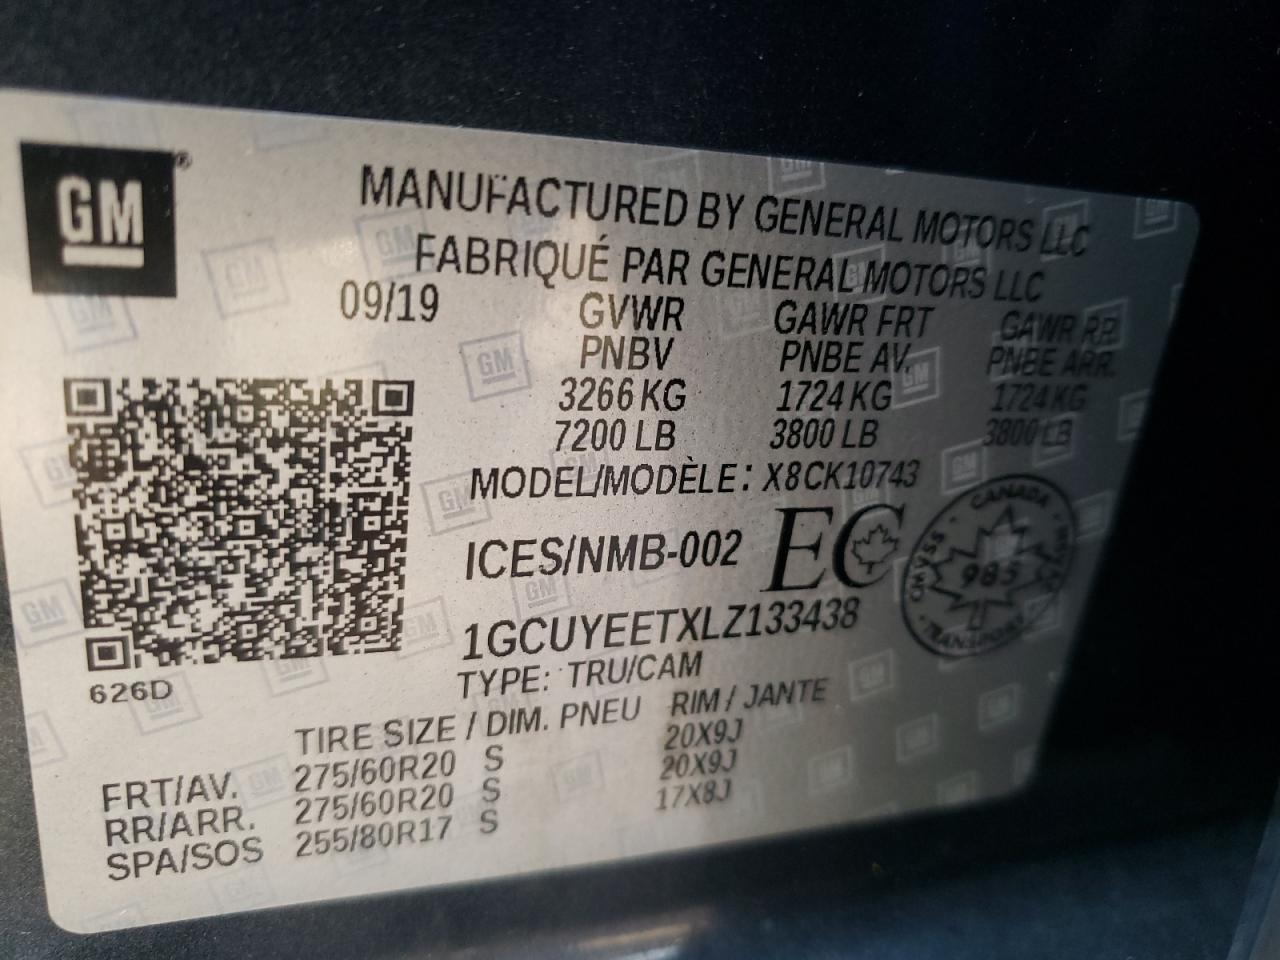 GM®
MANUFACTURED BY GENERAL MOTORS LLC
FABRIQUÉ PAR GENERAL MOTORS LLC
09/19 GVWR GAWR FRT GAWR RR
PNBV PNBE AV. PNBE ARR.
3266 KG 1724 KG 1724 KG
7200 LB 3800 LB 3800 LB
MODEL/MODÈLE: X8CK10743
ICES/NMB-002 EC
CANADA
CMVSS NSVAC
985
TRANSPORT
1GCUYEETXLZ133438
TYPE: TRU/CAM
626D
TIRE SIZE / DIM. PNEU RIM / JANTE
FRT/AV. 275/60R20 S 20X9J
RR/ARR. 275/60R20 S 20X9J
SPA/SOS 255/80R17 S 17X8J